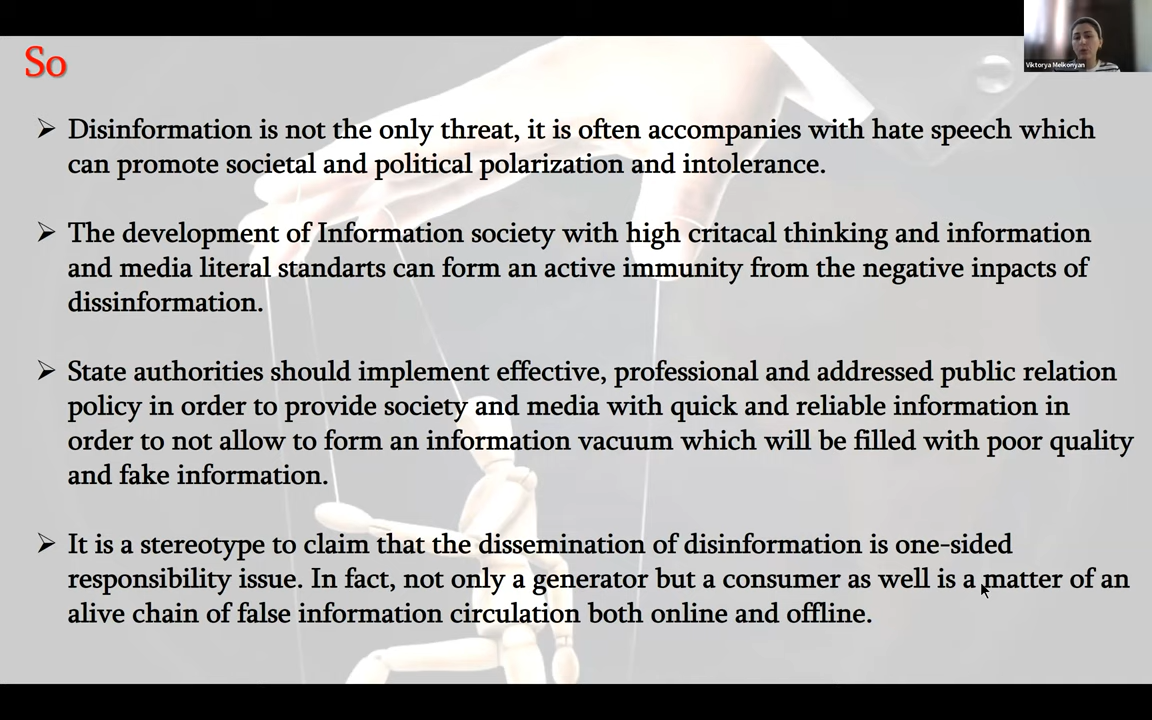 So
Viktorya Melkonyan
➢ Disinformation is not the only threat, it is often accompanies with hate speech which
can promote societal and political polarization and intolerance.
➢ The development of Information society with high critacal thinking and information
and media literal standarts can form an active immunity from the negative inpacts of
dissinformation.
➢ State authorities should implement effective, professional and addressed public relation
policy in order to provide society and media with quick and reliable information in
order to not allow to form an information vacuum which will be filled with poor quality
and fake information.
➢ It is a stereotype to claim that the dissemination of disinformation is one-sided
responsibility issue. In fact, not only a generator but a consumer as well is a matter of an
alive chain of false information circulation both online and offline.